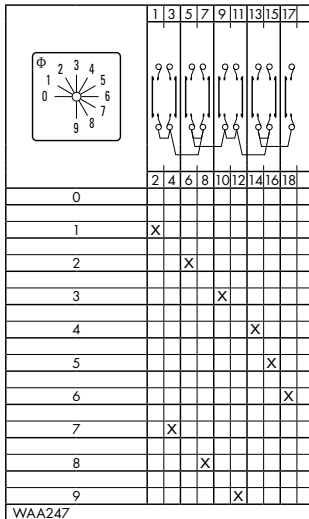 1 3 5 7 9 11 13 15 17
Φ
0 1 2 3 4 5 6 7 8 9
2 4 6 8 10 12 14 16 18
0
1 X
2 X
3 X
4 X
5 X
6 X
7 X
8 X
9 X
WAA247